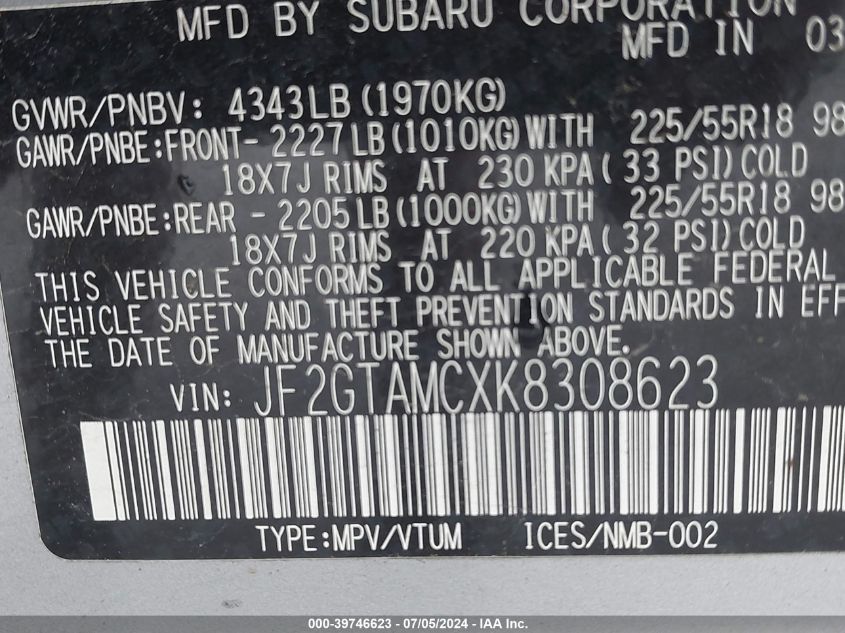 MFD BY SUBARU CORPORATION
MFD IN 03
GVWR/PNBV: 4343LB(1970KG)
GAWR/PNBE:FRONT- 2227LB(1010KG)WITH 225/55R18 98
18X7J RIMS AT 230 KPA( 33 PSI)COLD
GAWR/PNBE:REAR - 2205LB(1000KG)WITH 225/55R18 98
18X7J RIMS AT 220 KPA( 32 PSI)COLD
THIS VEHICLE CONFORMS TO ALL APPLICABLE FEDERAL
VEHICLE SAFETY AND THEFT PREVENTION STANDARDS IN EFF
THE DATE OF MANUFACTURE SHOWN ABOVE.
VIN: JF2GTAMCXK8308623
TYPE:MPV/VTUM ICES/NMB-002
000-39746623 - 07/05/2024 - IAA Inc.